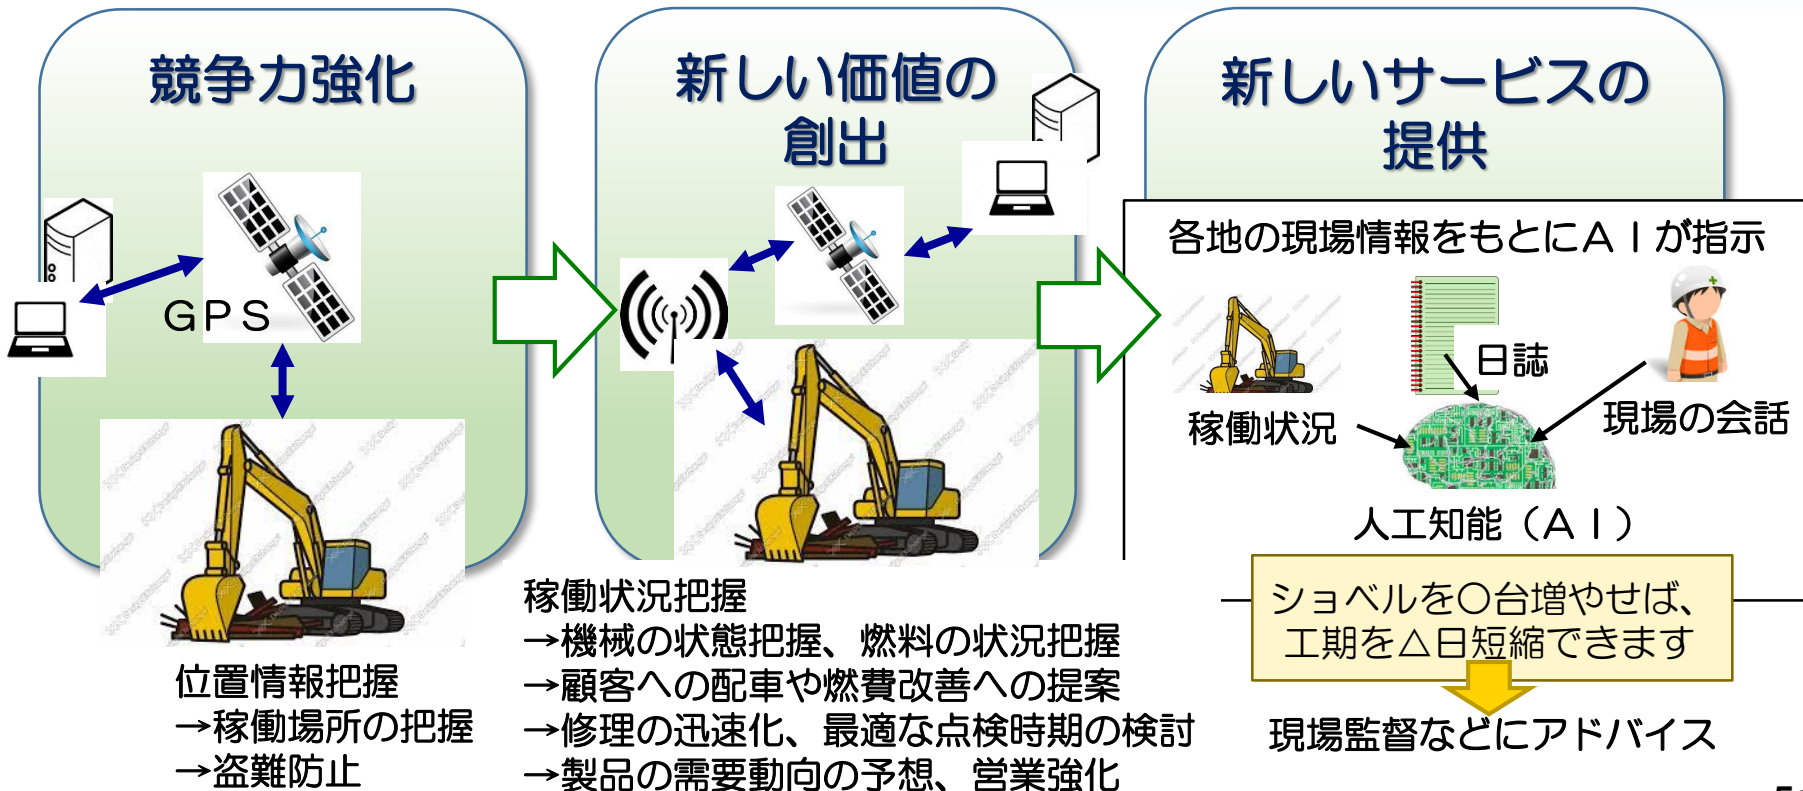 競争力強化
GPS
位置情報把握
→稼働場所の把握
→盗難防止
新しい価値の
創出
稼働状況把握
→機械の状態把握、燃料の状況把握
→顧客への配車や燃費改善への提案
→修理の迅速化、最適な点検時期の検討
→製品の需要動向の予想、営業強化
新しいサービスの
提供
各地の現場情報をもとにAIが指示
日誌
稼働状況
現場の会話
人工知能（AI）
ショベルを〇台増やせば、
工期を△日短縮できます
現場監督などにアドバイス